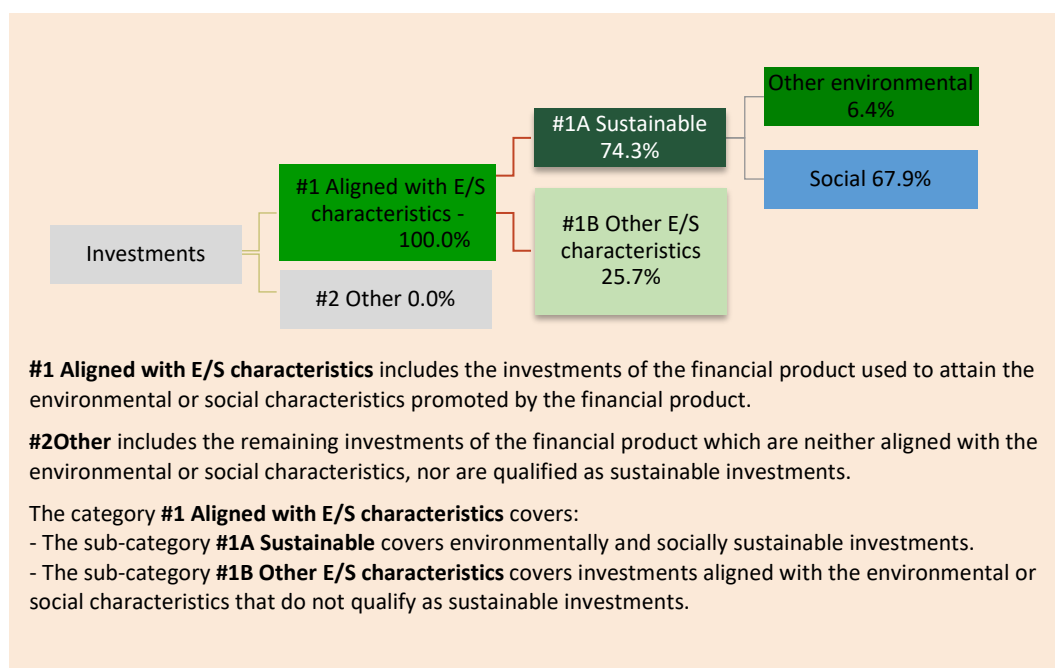 Investments
#1 Aligned with E/S
characteristics -
100.0%
#2 Other 0.0%
#1A Sustainable
74.3%
#1B Other E/S
characteristics
25.7%
Other environmental
6.4%
Social 67.9%
#1 Aligned with E/S characteristics includes the investments of the financial product used to attain the
environmental or social characteristics promoted by the financial product.
#2Other includes the remaining investments of the financial product which are neither aligned with the
environmental or social characteristics, nor are qualified as sustainable investments.
The category #1 Aligned with E/S characteristics covers:
- The sub-category #1A Sustainable covers environmentally and socially sustainable investments.
- The sub-category #1B Other E/S characteristics covers investments aligned with the environmental or
social characteristics that do not qualify as sustainable investments.